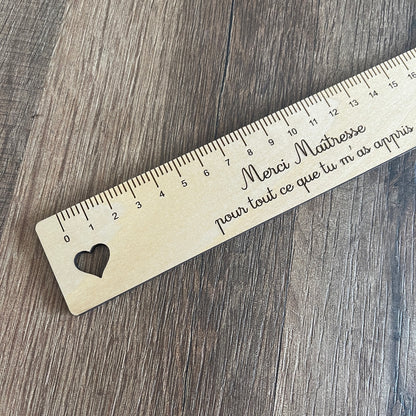 0 1 2 3 4 5 6 7 8 9 10 11 12 13 14 15 16
Merci Maîtresse
pour tout ce que tu m'as appris